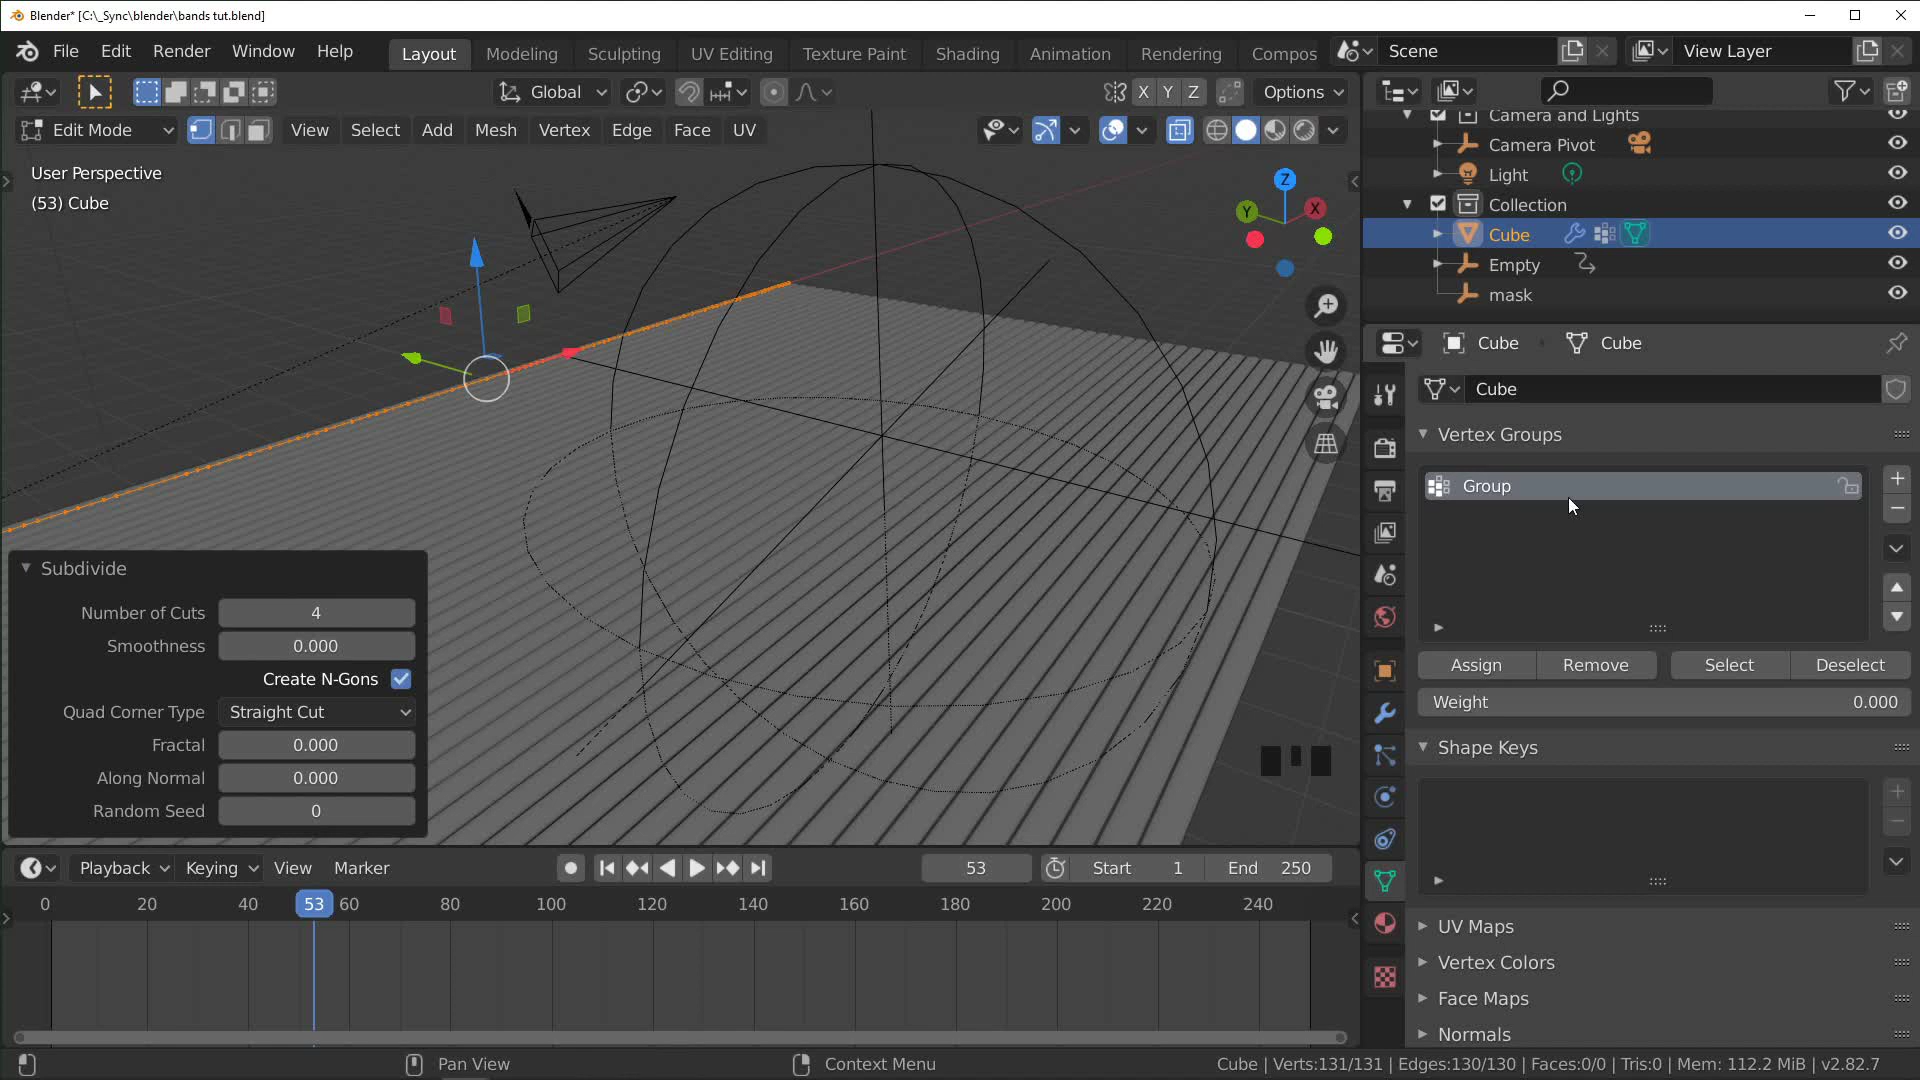 Blender* [C:\_Sync\blender\bands tut.blend]
File Edit Render Window Help Layout Modeling Sculpting UV Editing Texture Paint Shading Animation Rendering Compos Scene View Layer
Global X Y Z Options
Edit Mode View Select Add Mesh Vertex Edge Face UV
User Perspective
(53) Cube
Z
Y
X
Camera and Lights
Camera Pivot
Light
Collection
Cube
Empty
mask
Cube Cube
Cube
Vertex Groups
Group
Assign Remove Select Deselect
Weight 0.000
Shape Keys
UV Maps
Vertex Colors
Face Maps
Normals
Subdivide
Number of Cuts 4
Smoothness 0.000
Create N-Gons
Quad Corner Type Straight Cut
Fractal 0.000
Along Normal 0.000
Random Seed 0
Playback Keying View Marker 53 Start 1 End 250
0 20 40 53 60 80 100 120 140 160 180 200 220 240
Pan View Context Menu Cube | Verts:131/131 | Edges:130/130 | Faces:0/0 | Tris:0 | Mem: 112.2 MiB | v2.82.7